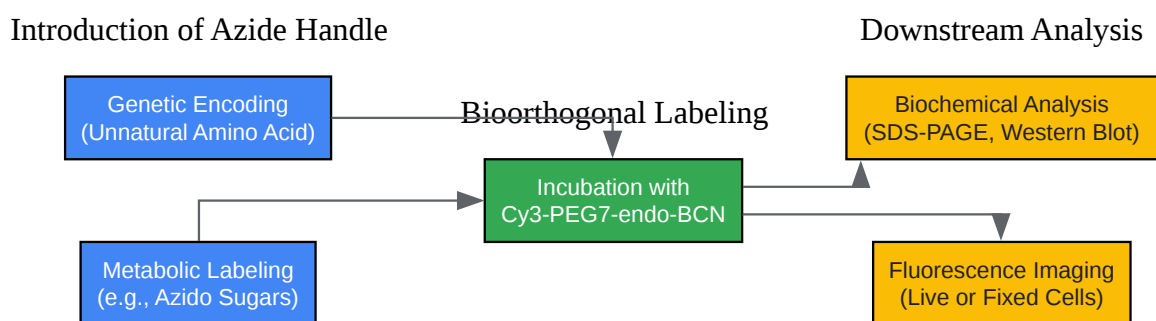 Introduction of Azide Handle
Downstream Analysis
Genetic Encoding
(Unnatural Amino Acid)
Bioorthogonal Labeling
Biochemical Analysis
(SDS-PAGE, Western Blot)
Incubation with
Cy3-PEG7-endo-BCN
Metabolic Labeling
(e.g., Azido Sugars)
Fluorescence Imaging
(Live or Fixed Cells)